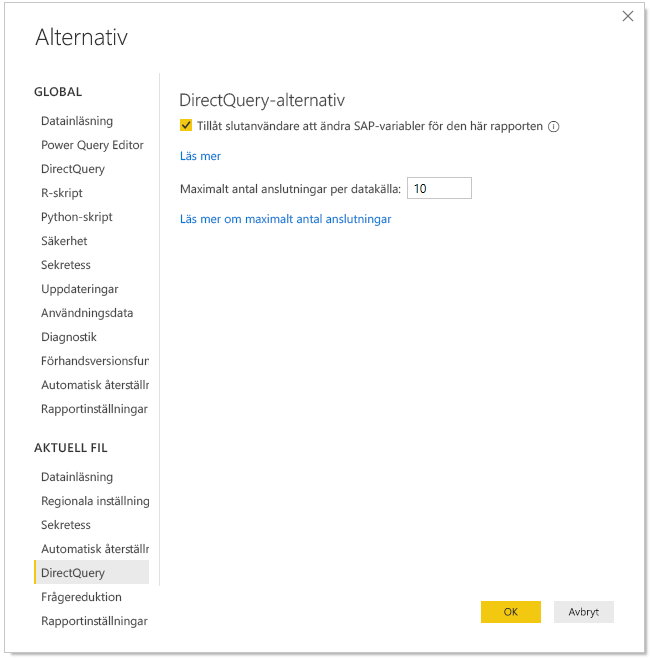 Alternativ
GLOBAL
Datainläsning
Power Query Editor
DirectQuery
R-skript
Python-skript
Säkerhet
Sekretess
Uppdateringar
Användningsdata
Diagnostik
Förhandsversionsfun
Automatisk återställr
Rapportinställningar
AKTUELL FIL
Datainläsning
Regionala inställning
Sekretess
Automatisk återställr
DirectQuery
Frågereduktion
Rapportinställningar
DirectQuery-alternativ
Tillåt slutanvändare att ändra SAP-variabler för den här rapporten
Läs mer
Maximalt antal anslutningar per datakälla: 10
Läs mer om maximalt antal anslutningar
OK Avbryt